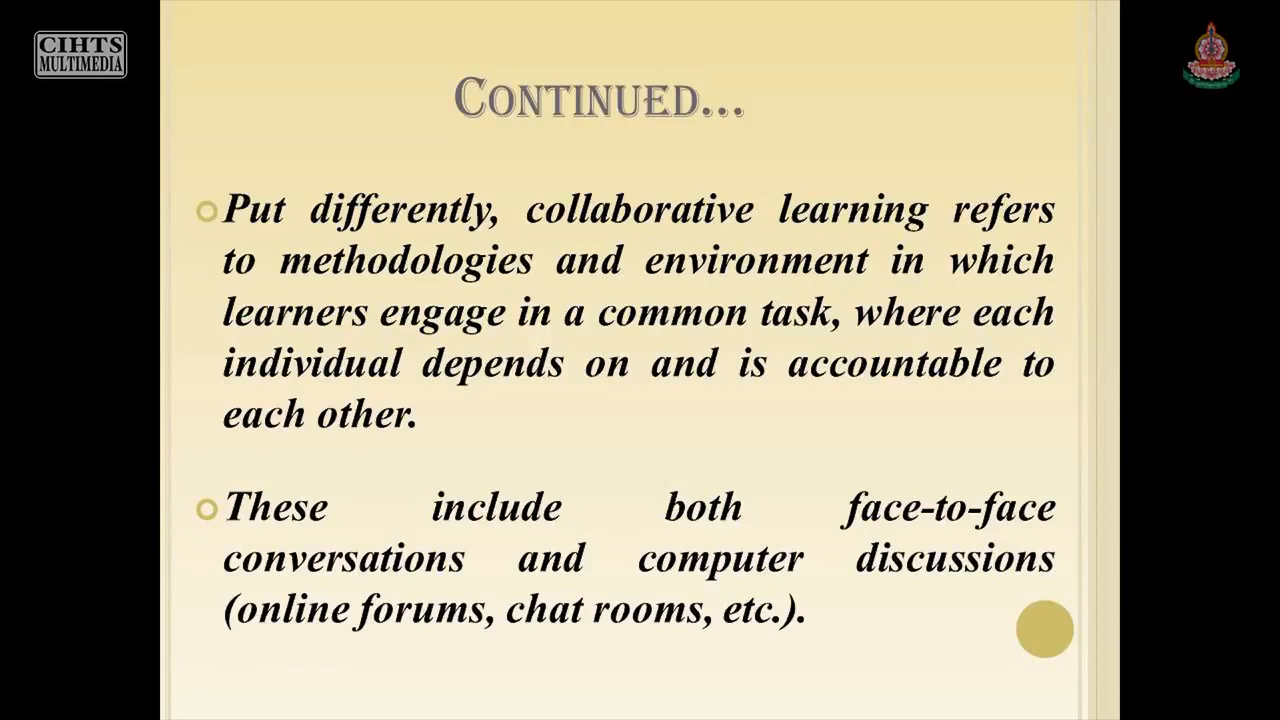 CIHTS
MULTIMEDIA
CONTINUED...
Put differently, collaborative learning refers
to methodologies and environment in which
learners engage in a common task, where each
individual depends on and is accountable to
each other.
These include both face-to-face
conversations and computer discussions
(online forums, chat rooms, etc.).